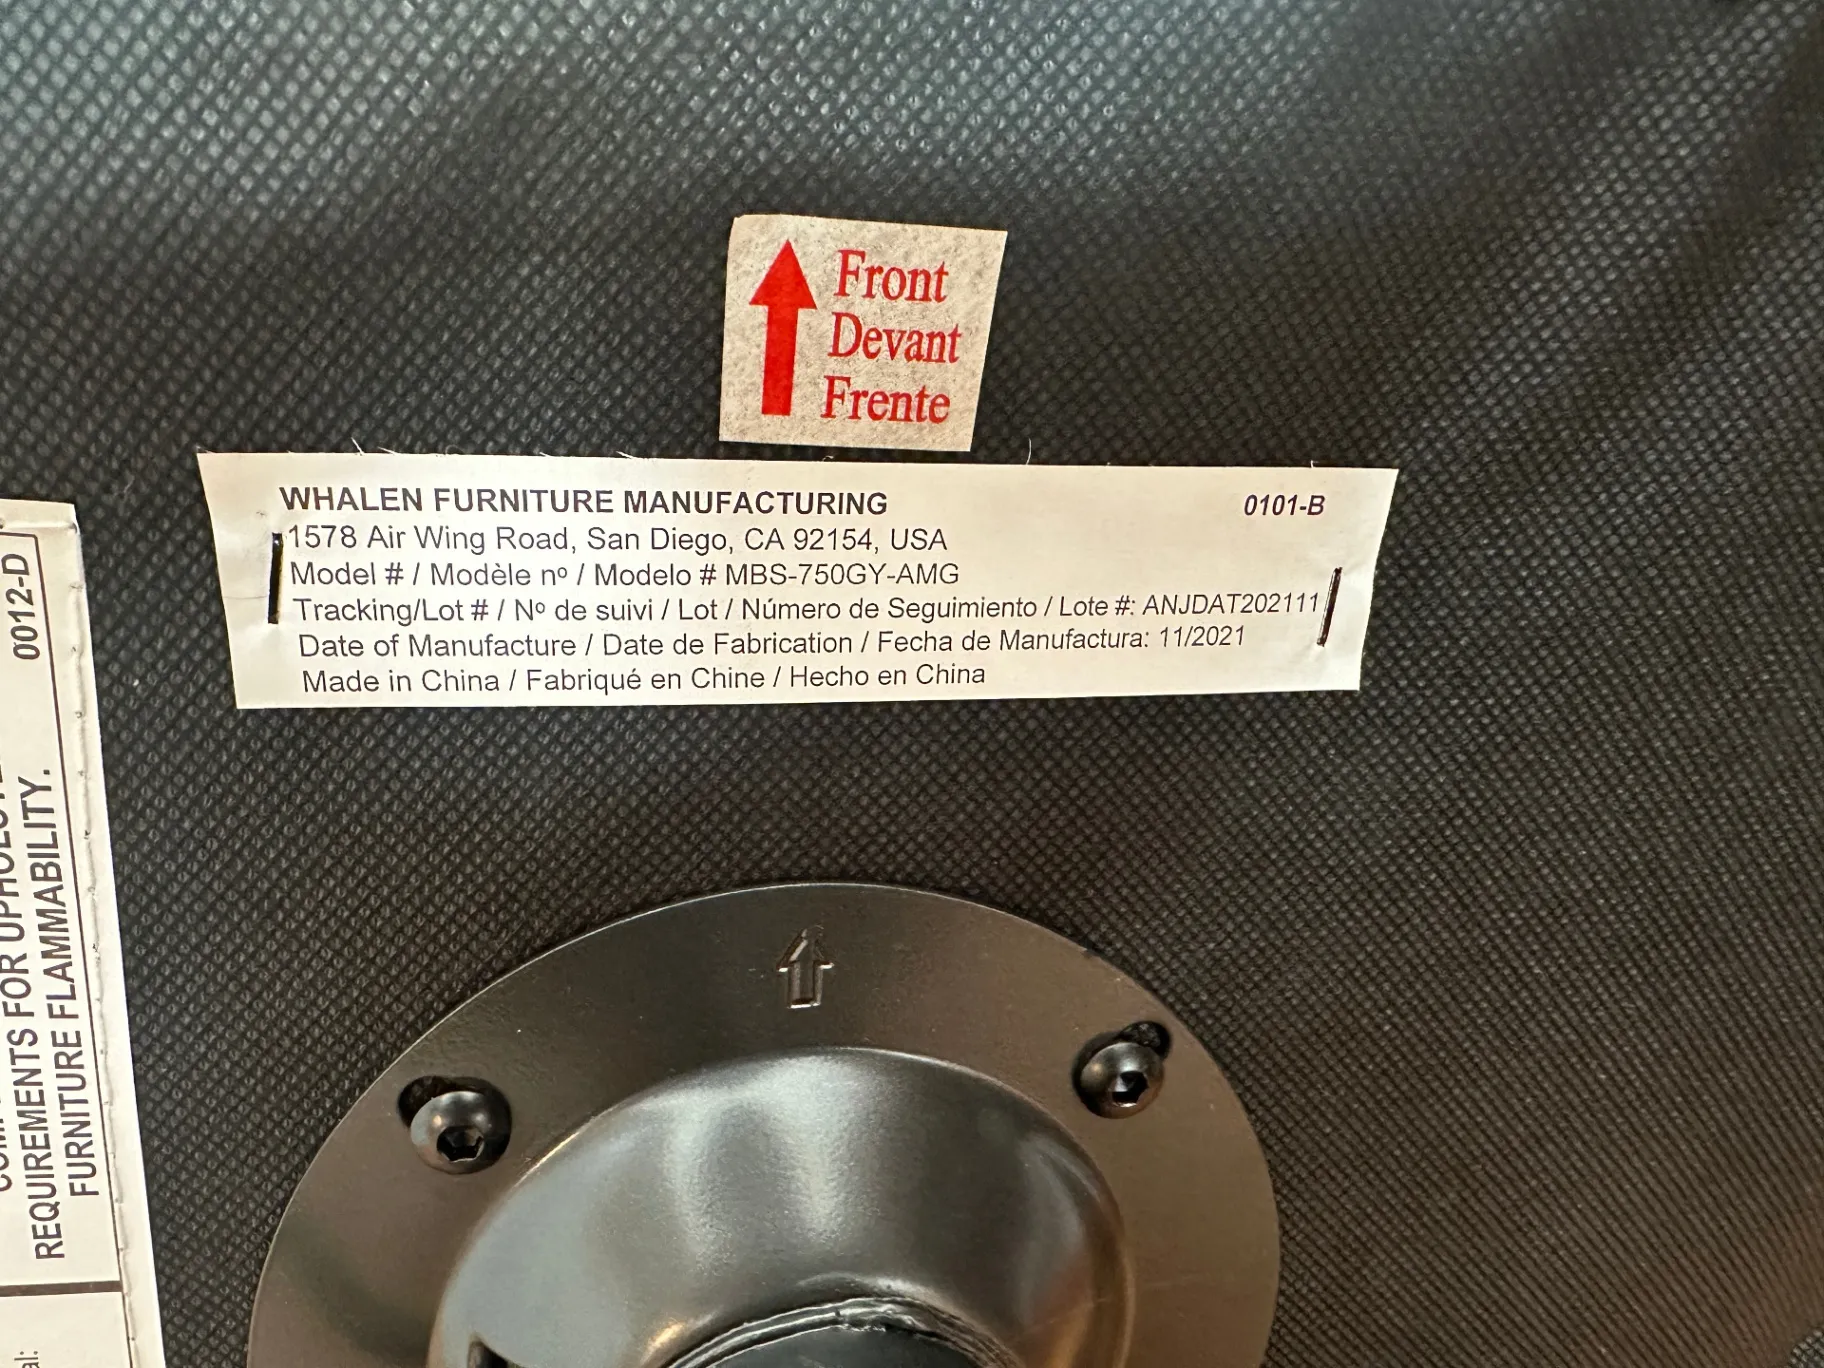 Front
Devant
Frente
WHALEN FURNITURE MANUFACTURING 0101-B
1578 Air Wing Road, San Diego, CA 92154, USA
Model # / Modèle nº / Modelo # MBS-750GY-AMG
Tracking/Lot # / Nº de suivi / Lot / Número de Seguimiento / Lote #: ANJDAT202111
Date of Manufacture / Date de Fabrication / Fecha de Manufactura: 11/2021
Made in China / Fabriqué en Chine / Hecho en China
0012-D
REQUIREMENTS FOR
FURNITURE FLAMMABILITY.